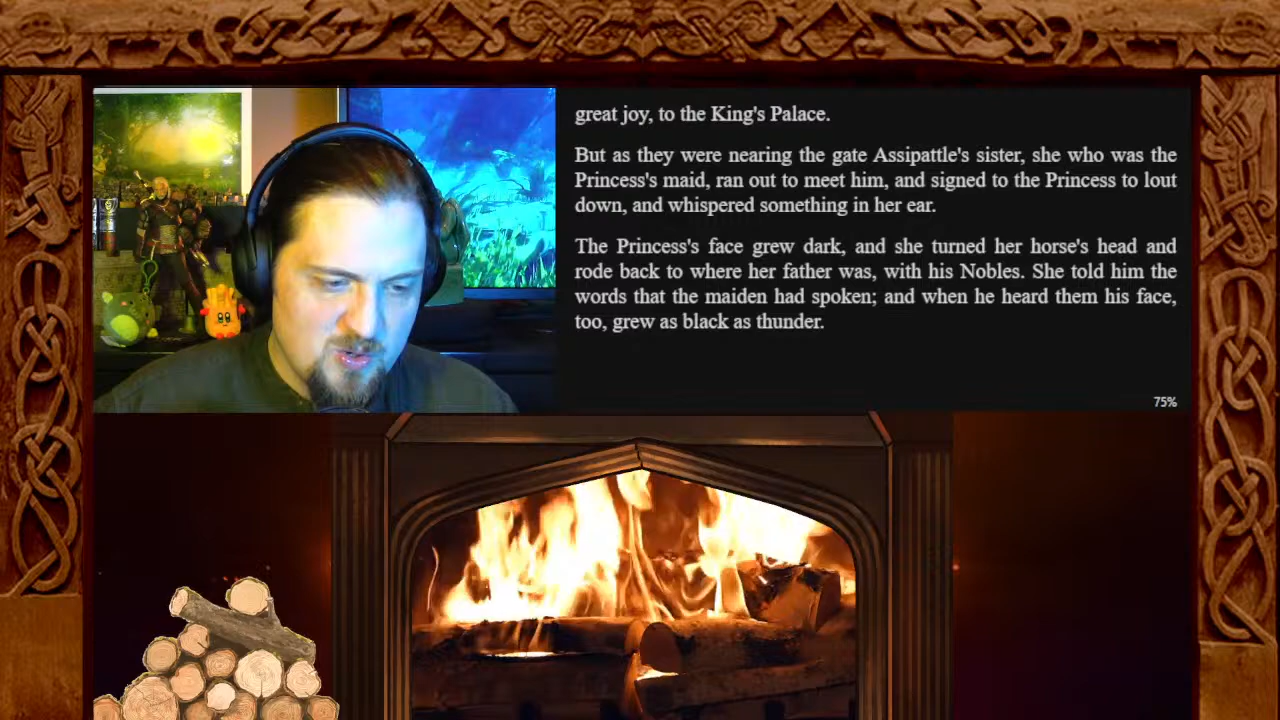 great joy, to the King's Palace.
But as they were nearing the gate Assipattle's sister, she who was the
Princess's maid, ran out to meet him, and signed to the Princess to lout
down, and whispered something in her ear.
The Princess's face grew dark, and she turned her horse's head and
rode back to where her father was, with his Nobles. She told him the
words that the maiden had spoken; and when he heard them his face,
too, grew as black as thunder.
75%